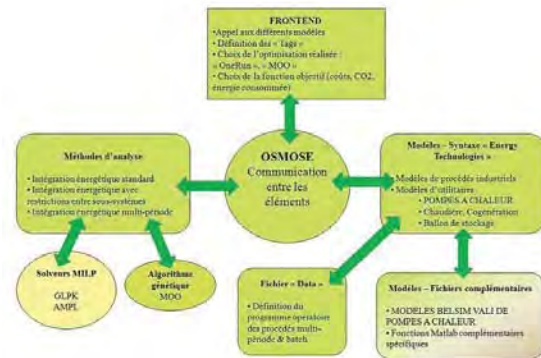 FRONTEND
•Appel aux différents modèles
•Définition des « Tags »
•Choix de l'optimisation réalisée :
« OneRun », « MOO »
•Choix de la fonction objectif (coûts, CO2,
énergie consommée)
Méthodes d'analyse
• Intégration énergétique standard
• Intégration énergétique avec
restrictions entre sous-systèmes
• Intégration énergétique multi-période
OSMOSE
Communication
entre les
éléments
Modèles – Syntaxe « Energy
Technologies »
Modèles de procédés industriels
• Modèles d'utilitaires :
• POMPES A CHALEUR
• Chaudière, Cogénération
• Ballon de stockage
Solveurs MILP
GLPK
AMPL
Algorithme
génétique
MOO
Fichier « Data »
• Définition du
programme opératoire
des procédés multi-
période & batch
Modèles – Fichiers complémentaires
• MODELES BELSIM VALI DE
POMPES A CHALEUR
• Fonctions Matlab complémentaires
spécifiques